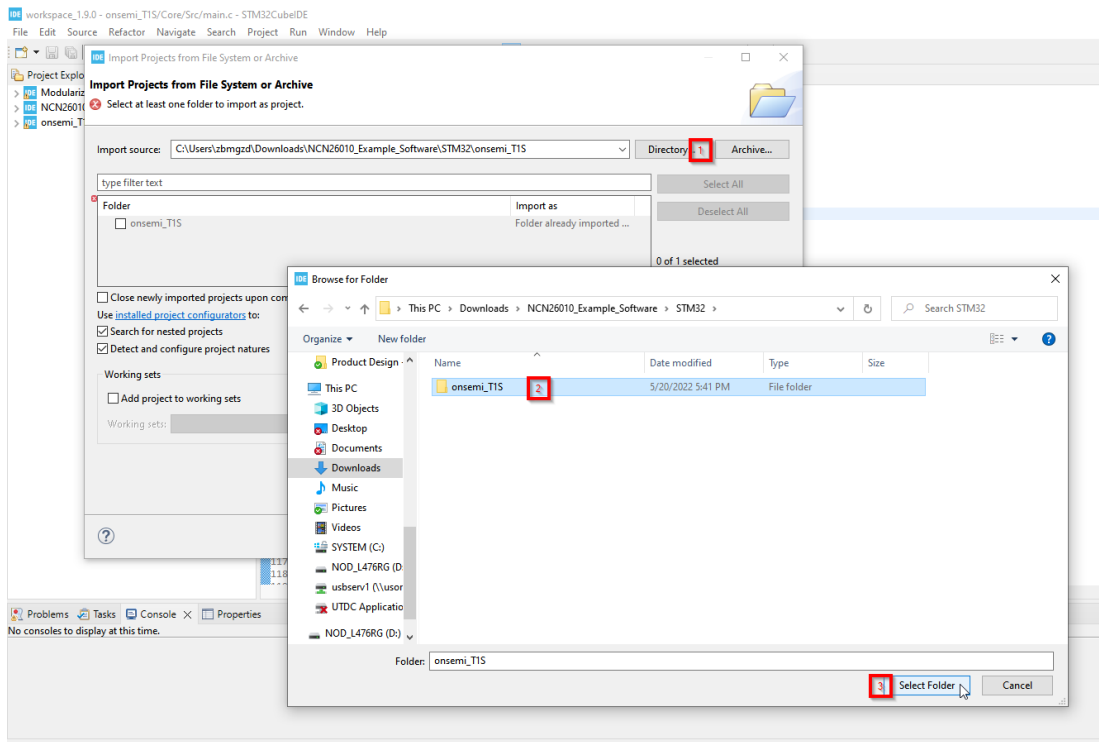 IDE workspace_1.9.0 - onsemi_T1S/Core/Src/main.c - STM32CubeIDE
File Edit Source Refactor Navigate Search Project Run Window Help
IDE Import Projects from File System or Archive
Project Explo
Import Projects from File System or Archive
IDE Modulariz
Select at least one folder to import as project.
IDE NCN2601
IDE onsemi_T
Import source: C:\Users\zbmgzd\Downloads\NCN26010_Example_Software\STM32\onsemi_T1S Directory... 1 Archive...
type filter text Select All
Folder Import as Deselect All
onsemi_T1S Folder already imported ...
0 of 1 selected
IDE Browse for Folder
Close newly imported projects upon com
This PC > Downloads > NCN26010_Example_Software > STM32 > Search STM32
Use installed project configurators to:
Search for nested projects
Organize New folder
Detect and configure project natures
Product Design - Name Date modified Type Size
Working sets
This PC onsemi_T1S 2 5/20/2022 5:41 PM File folder
Add project to working sets
3D Objects
Working sets:
Desktop
Documents
Downloads
Music
Pictures
Videos
SYSTEM (C:)
NOD_L476RG (D:
117
118
usbserv1 (\\usor
UTDC Applicatio
Problems Tasks Console Properties
No consoles to display at this time.
NOD_L476RG (D:)
Folder: onsemi_T1S
3 Select Folder Cancel